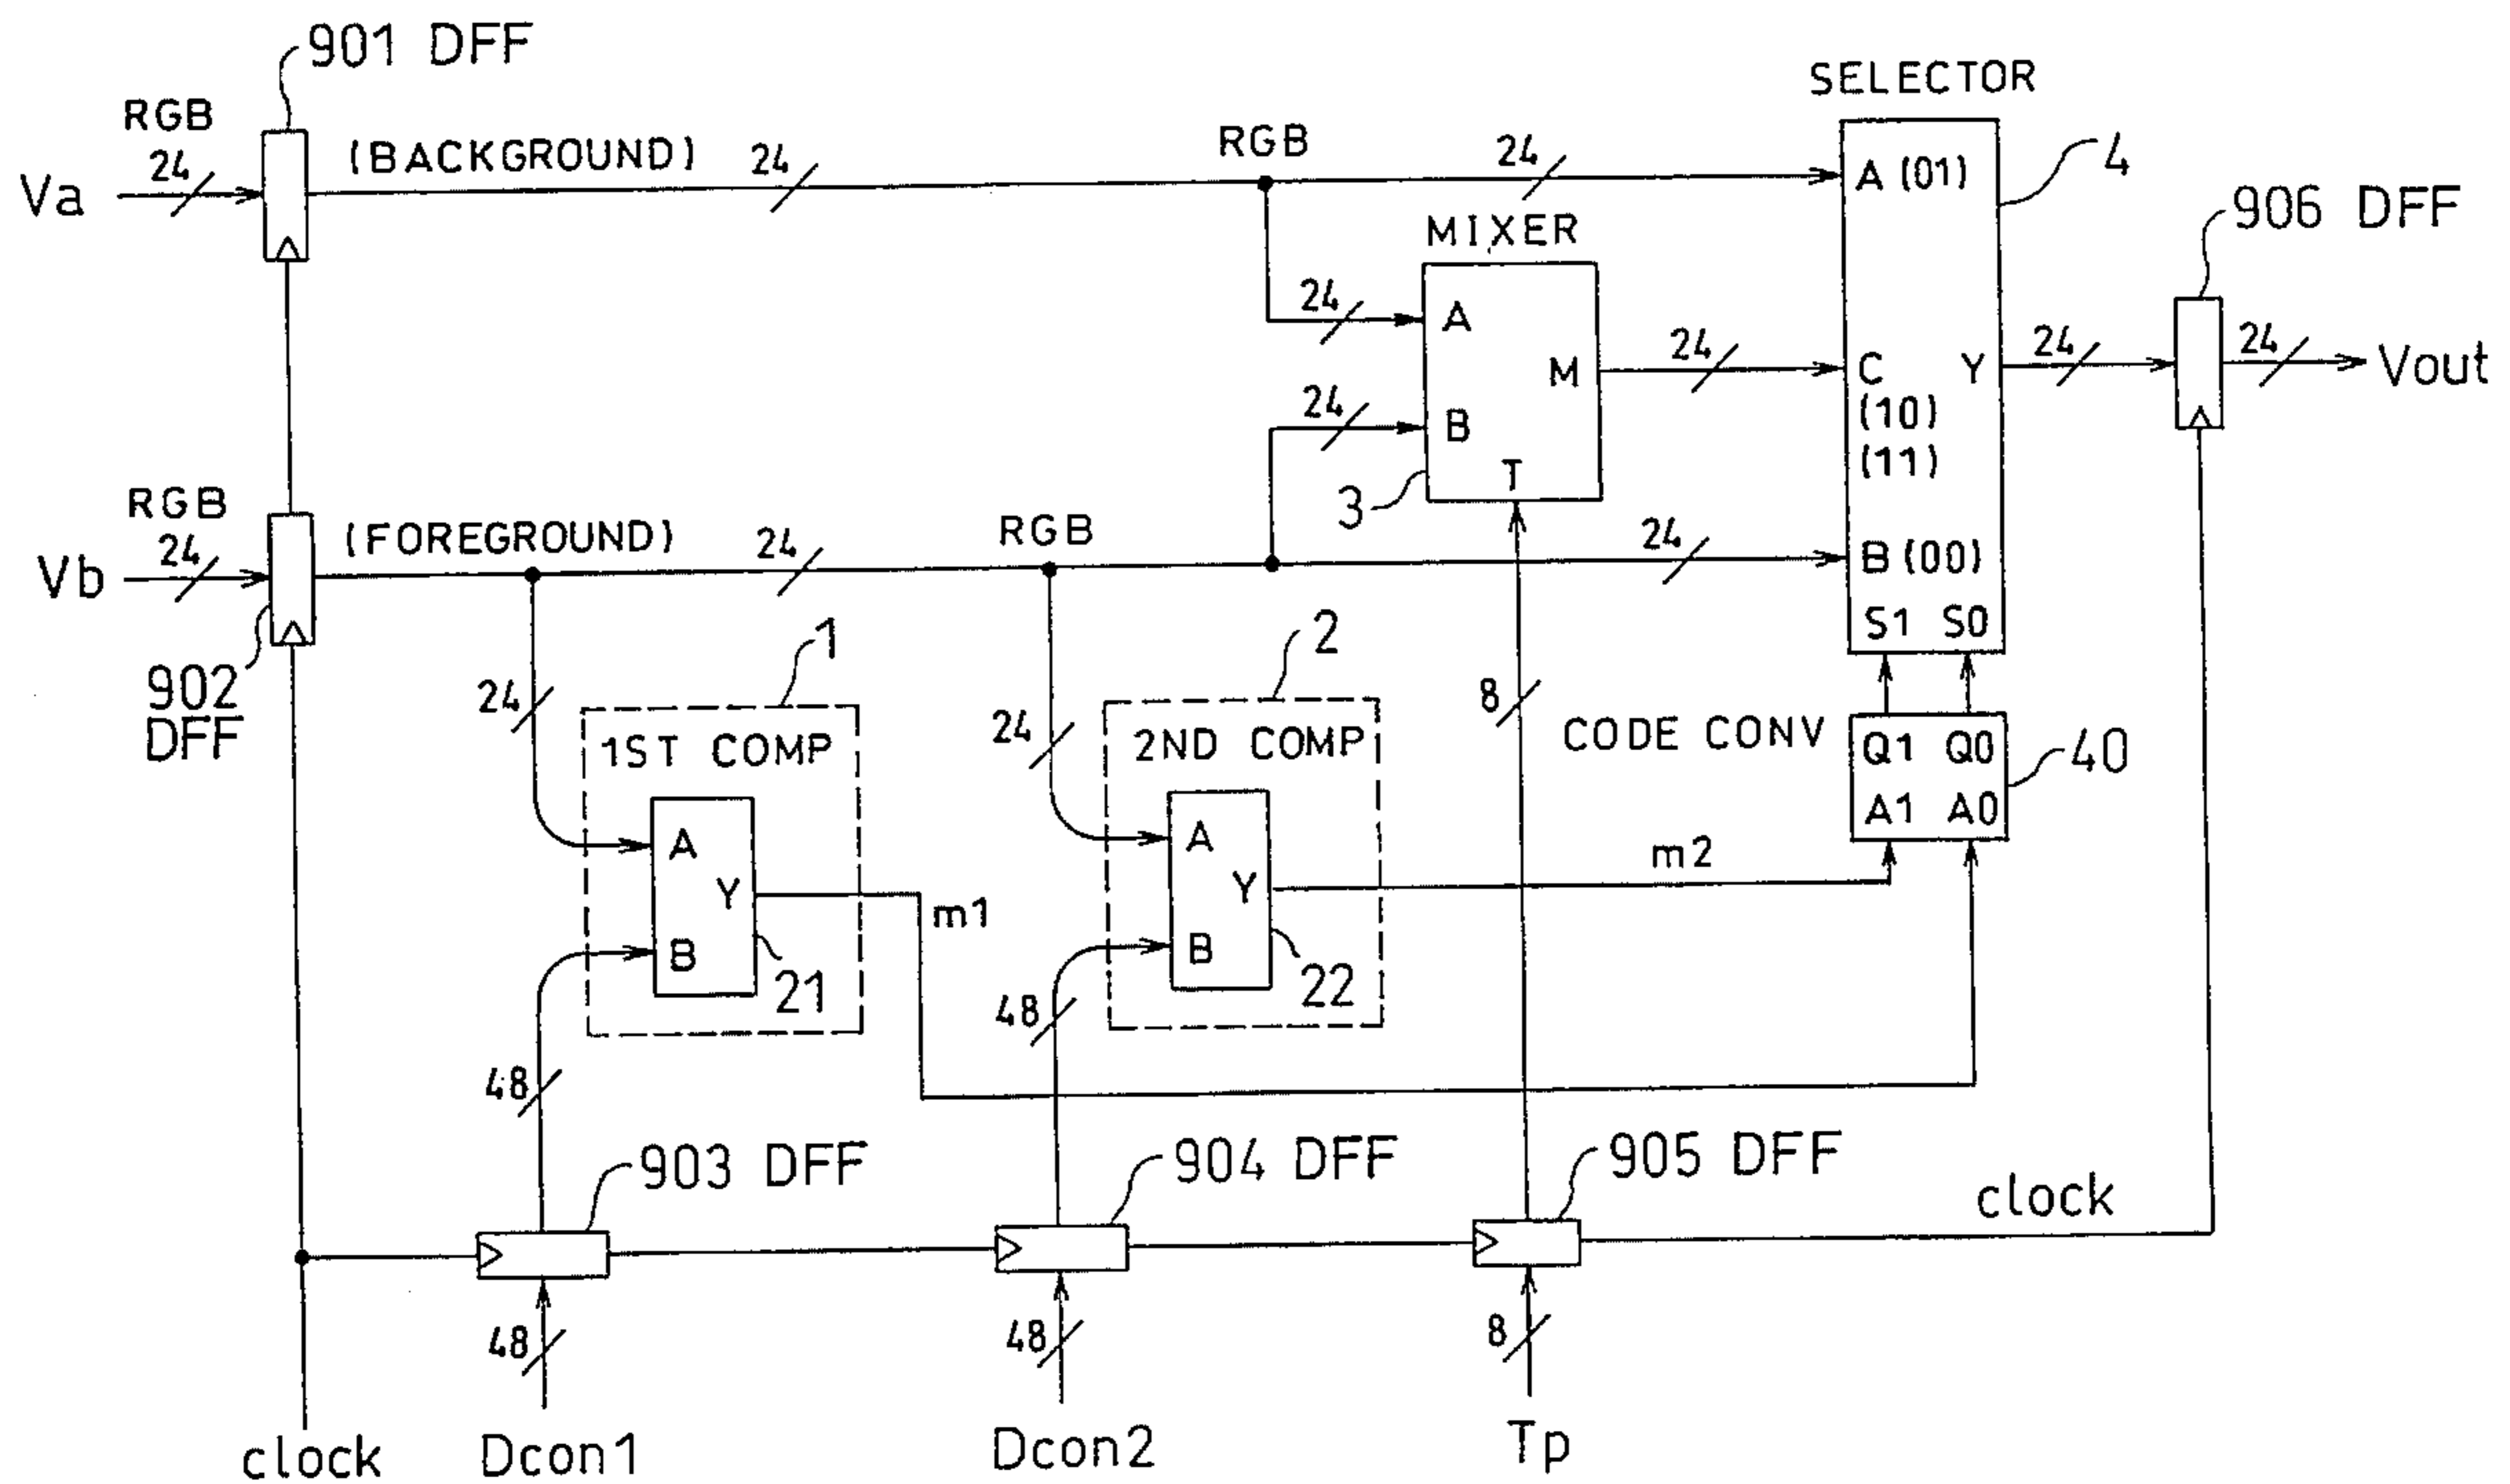 901 DFF
SELECTOR
RGB
24
Va
(BACKGROUND)
24
RGB
24
A (01)
4
906 DFF
MIXER
24
A
M
24
C
Y
(10)
(11)
24
24
Vout
24
B
T
3
RGB
24
Vb
(FOREGROUND)
24
RGB
24
B (00)
S1 S0
902
DFF
24
1
1ST COMP
24
2
2ND COMP
8
CODE CONV
Q1 Q0
A1 A0
40
A
Y
B
21
m1
A
Y
B
22
m2
48
48
903 DFF
904 DFF
905 DFF
clock
48
48
8
clock
Dcon1
Dcon2
Tp